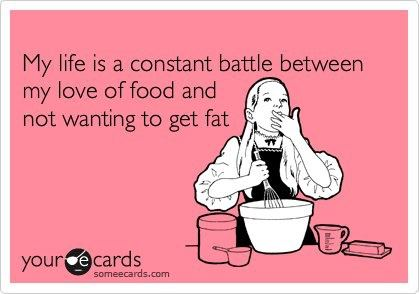 My life is a constant battle between
my love of food and
not wanting to get fat
your e cards
someecards.com